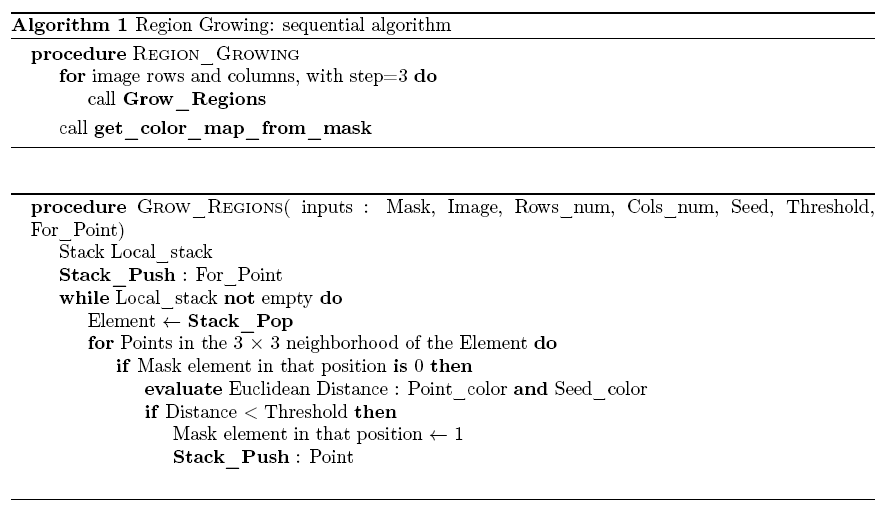 Algorithm 1 Region Growing: sequential algorithm
procedure Region_Growing
for image rows and columns, with step=3 do
call Grow_Regions
call get_color_map_from_mask
procedure Grow_Regions( inputs : Mask, Image, Rows_num, Cols_num, Seed, Threshold,
For_Point)
Stack Local_stack
Stack_Push : For_Point
while Local_stack not empty do
Element ← Stack_Pop
for Points in the 3 × 3 neighborhood of the Element do
if Mask element in that position is 0 then
evaluate Euclidean Distance : Point_color and Seed_color
if Distance < Threshold then
Mask element in that position ← 1
Stack_Push : Point